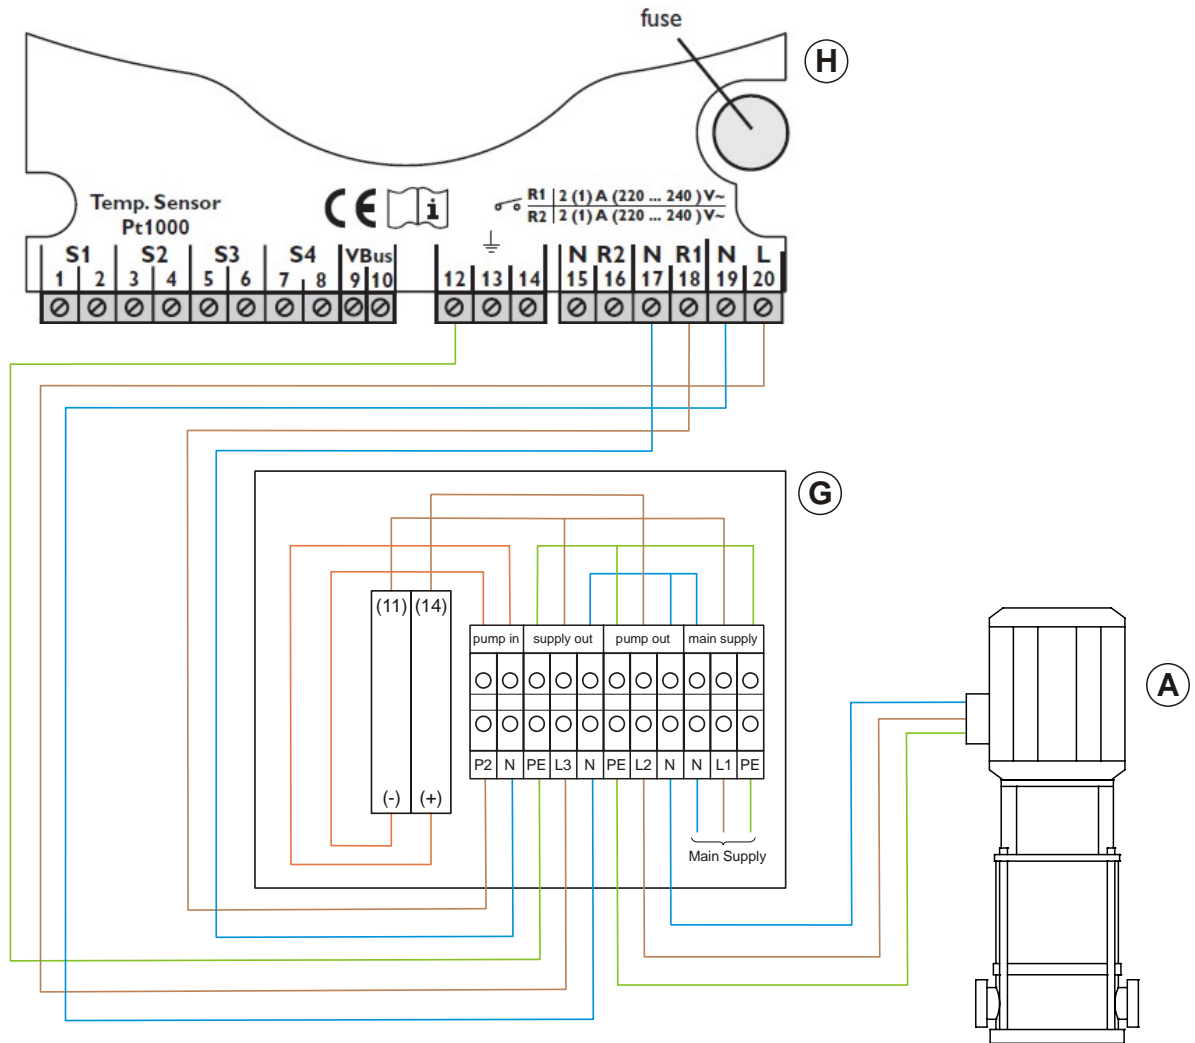 fuse
H
Temp. Sensor
Pt1000
CE i
R1 2 (1) A (220 ... 240 ) V~
R2 2 (1) A (220 ... 240 ) V~
S1 S2 S3 S4 VBus N R2 N R1 N L
1 2 3 4 5 6 7 8 9 10 12 13 14 15 16 17 18 19 20
G
(11) (14)
pump in supply out pump out main supply
P2 N PE L3 N PE L2 N N L1 PE
(-) (+)
Main Supply
A